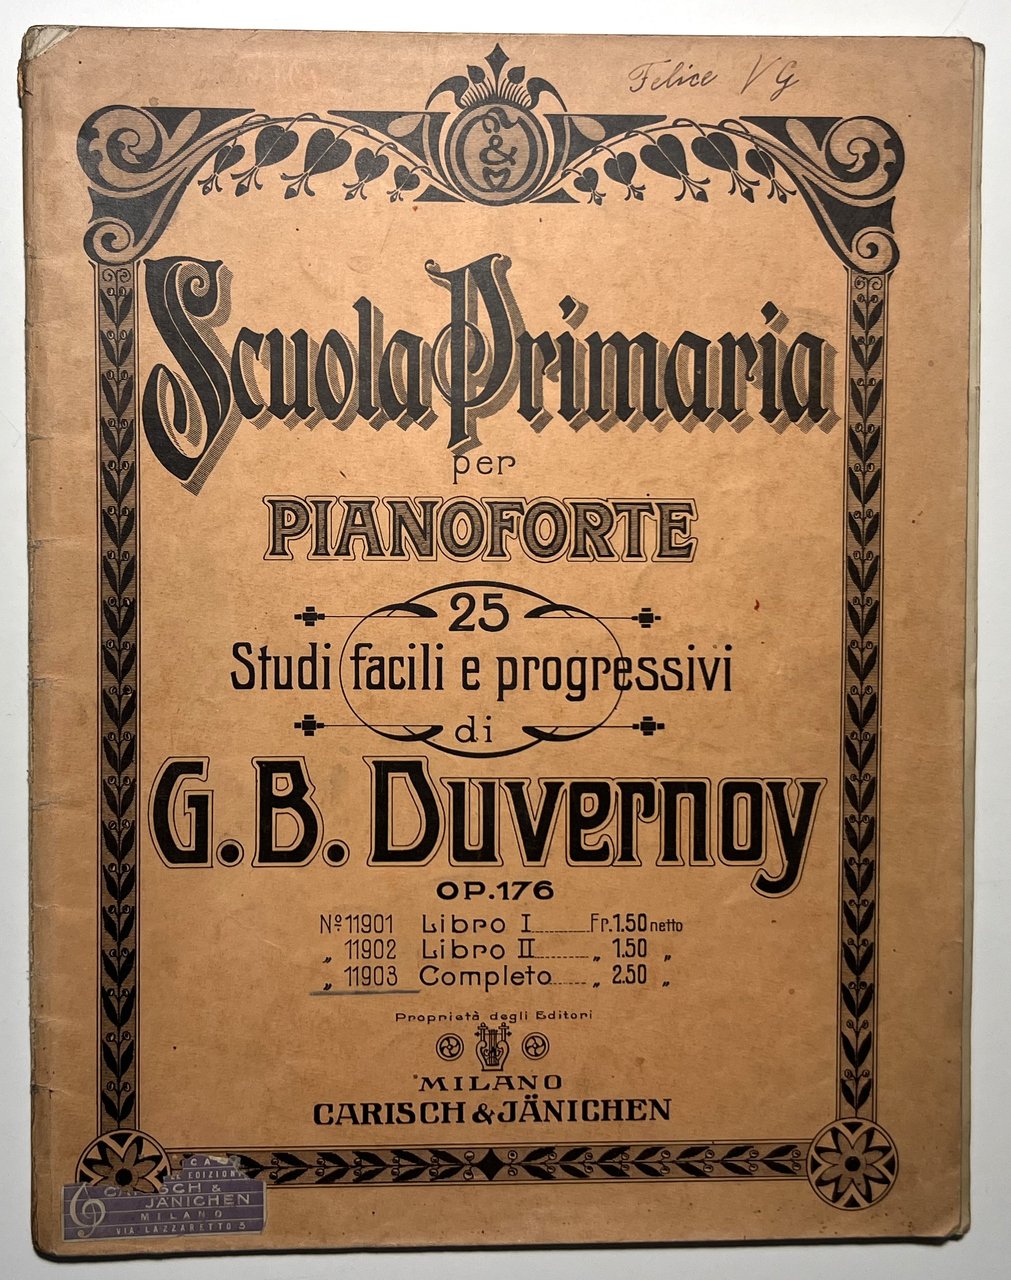 Felice VG
&
Scuola Primaria
per
PIANOFORTE
25
Studi facili e progressivi
di
G.B. Duvernoy
OP. 176
Nº 11901 Libro I Fr. 1.50 netto
„ 11902 Libro II „ 1.50 „
„ 11903 Completo „ 2.50 „
Proprietà degli Editori
MILANO
CARISCH & JÄNICHEN
CARISCH &
JÄNICHEN
MILANO
VIA LAZZARETTO 3